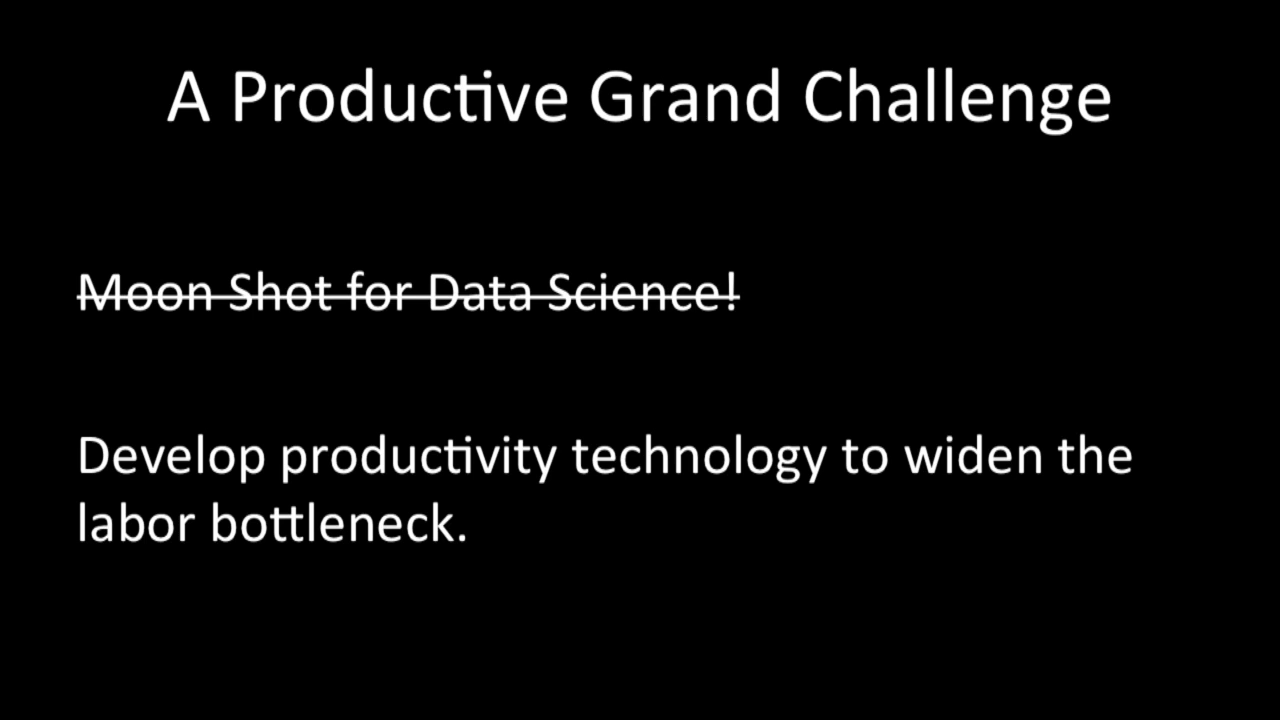 A Productive Grand Challenge
Moon Shot for Data Science!
Develop productivity technology to widen the
labor bottleneck.